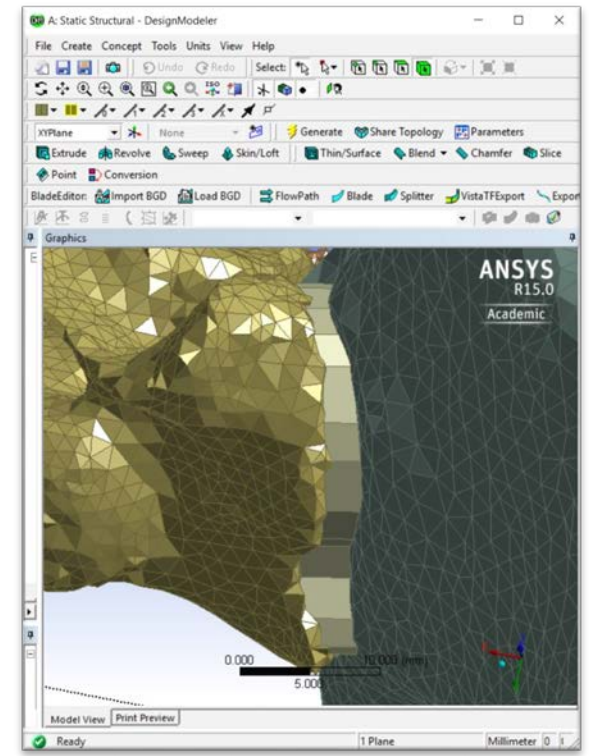 A: Static Structural - DesignModeler
File Create Concept Tools Units View Help
Undo Redo Select:
XYPlane None Generate Share Topology Parameters
Extrude Revolve Sweep Skin/Loft Thin/Surface Blend Chamfer Slice
Point Conversion
BladeEditor: Import BGD Load BGD FlowPath Blade Splitter VistaTFExport Expor
Graphics
ANSYS
R15.0
Academic
0.000 10.000 (mm)
5.000
Model View Print Preview
Ready 1 Plane Millimeter 0